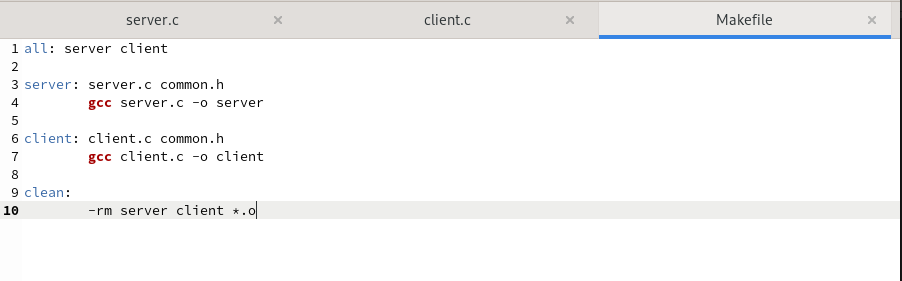 server.c × client.c × Makefile ×
1 all: server client
2
3 server: server.c common.h
4 gcc server.c -o server
5
6 client: client.c common.h
7 gcc client.c -o client
8
9 clean:
10 -rm server client *.o